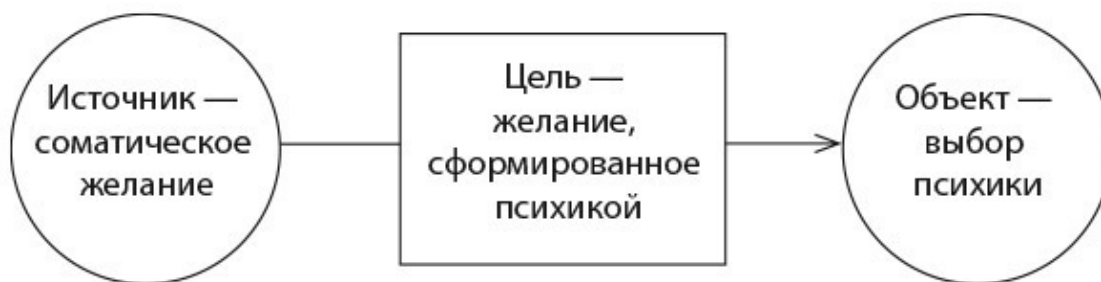 Источник —
соматическое
желание
Цель —
желание,
сформированное
психикой
Объект —
выбор
психики